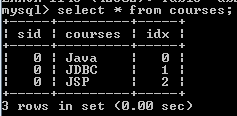 mysql> select * from courses;
+-----+---------+-----+
| sid | courses | idx |
+-----+---------+-----+
| 0 | Java | 0 |
| 0 | JDBC | 1 |
| 0 | JSP | 2 |
+-----+---------+-----+
3 rows in set (0.00 sec)